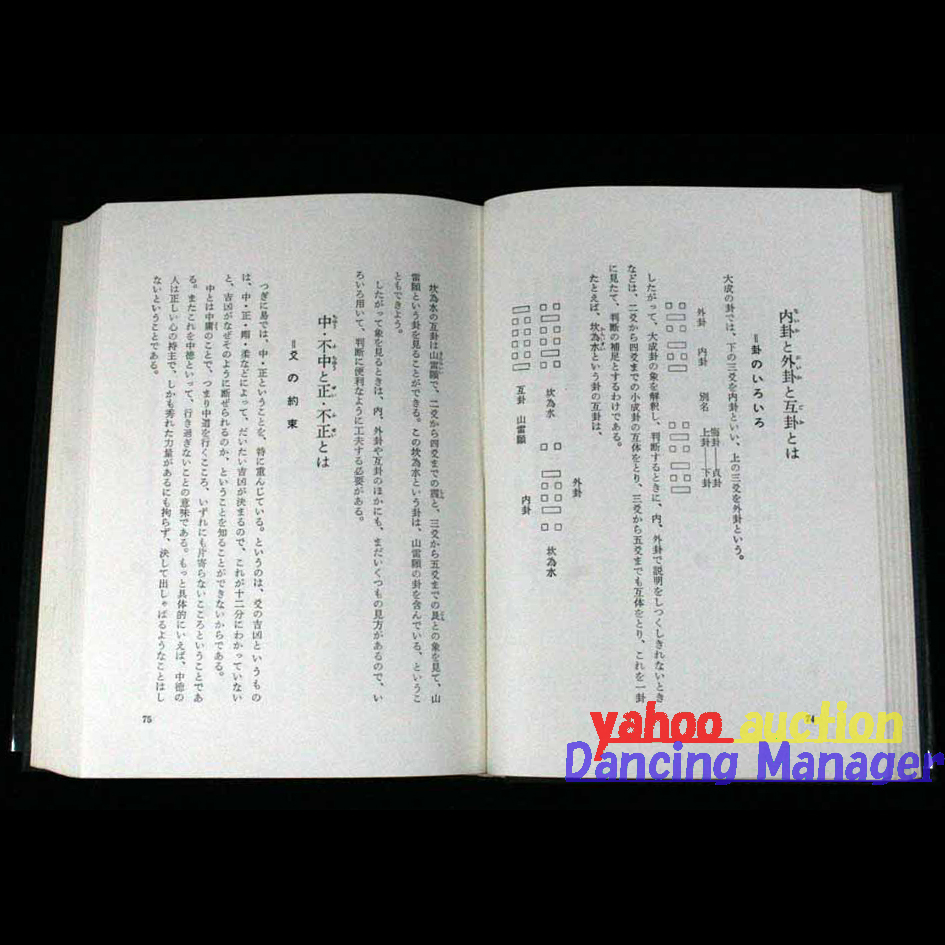 内卦と外卦と互卦とは
=卦のいろいろ
大成の卦では、下の三爻を内卦といい、上の三爻を外卦という。
外卦 内卦 別名 上卦——下卦
悔卦——貞卦
したがって、大成卦の象を解釈し、判断するときに、内、外卦で説明をしつくしきれないとき
などは、二爻から四爻までの小成卦の互体をとり、三爻から五爻までも互体をとり、これを一卦
に見たて、判断の補足とするわけである。
たとえば、坎為水という卦の互卦は、
外卦
坎為水 坎為水
内卦
互卦 山雷頤
74
坎為水の互卦は山雷頤で、二爻から四爻までの震と、三爻から五爻までの艮との象を見て、山
雷頤という卦を見ることができる。この坎為水という卦は、山雷頤の卦を含んでいる、というこ
ともできよう。
したがって象を見るときは、内、外卦や互卦のほかにも、まだいくつもの見方があるので、い
ろいろ用いて、判断に便利なように工夫する必要がある。
中・不中と正・不正とは
=爻の約束
つぎに易では、中・正ということを、特に重んじている。というのは、爻の吉凶というもの
は、中・正・剛・柔などによって、だいたい吉凶が決まるので、これが十二分にわかっていない
と、吉凶がなぜそのように断ぜられるのか、ということを知ることができないからである。
中とは中庸のことで、つまり中道を行くこころ、いずれにも片寄らないこころということであ
る。またこれを中徳といって、行き過ぎないことの意味である。もっと具体的にいえば、中徳の
人は正しい心の持主で、しかも秀れた力量があるにも拘らず、決して出しゃばるようなことはし
ないということである。
75
yahoo auction
Dancing Manager